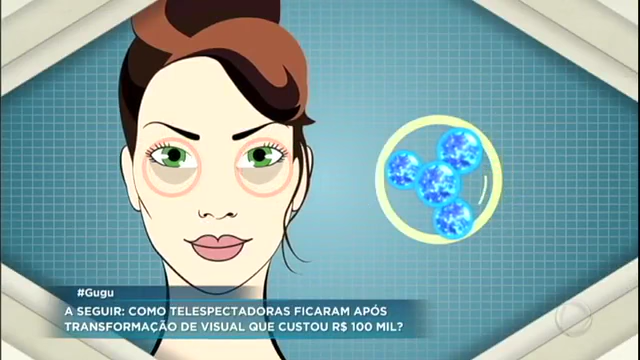 #Gugu
A SEGUIR: COMO TELESPECTADORAS FICARAM APÓS
TRANSFORMAÇÃO DE VISUAL QUE CUSTOU R$ 100 MIL?